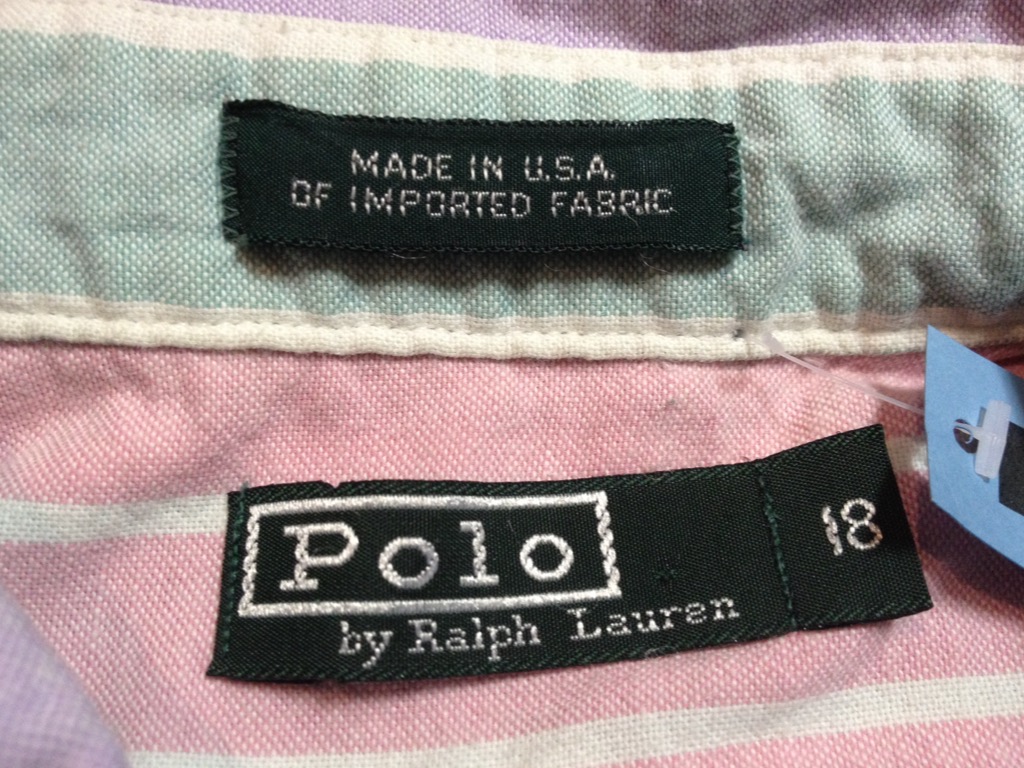 MADE IN U.S.A.
OF IMPORTED FABRIC
Polo
by Ralph Lauren
18